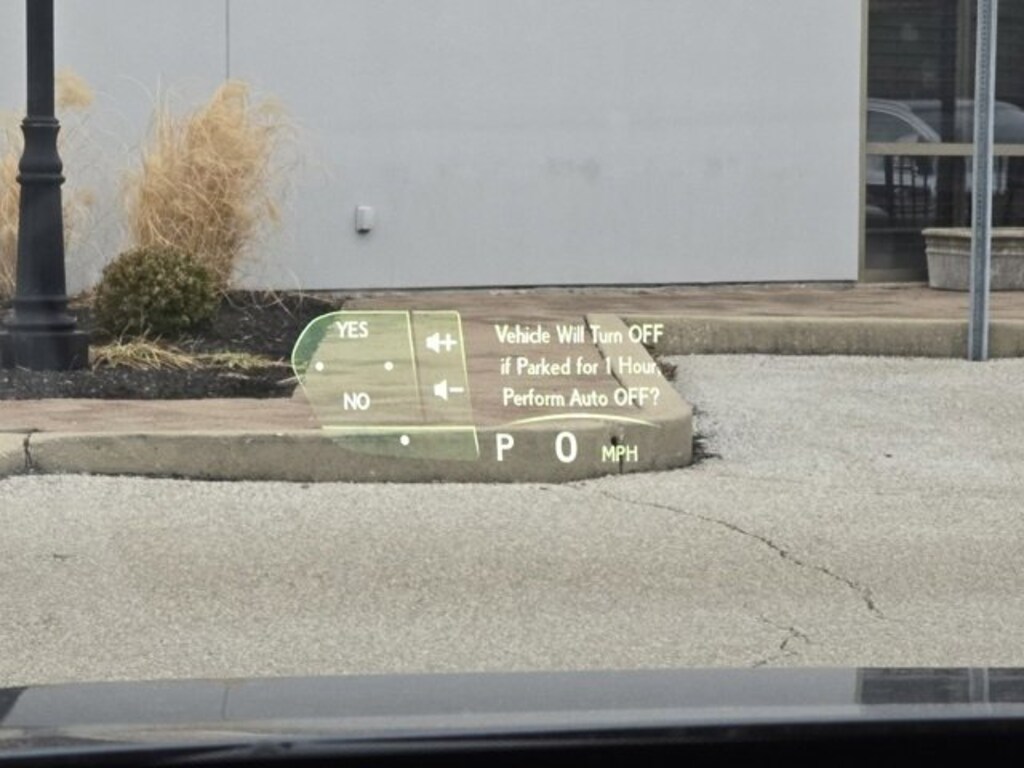 YES
NO
Vehicle Will Turn OFF
if Parked for 1 Hour.
Perform Auto OFF?
P 0 MPH